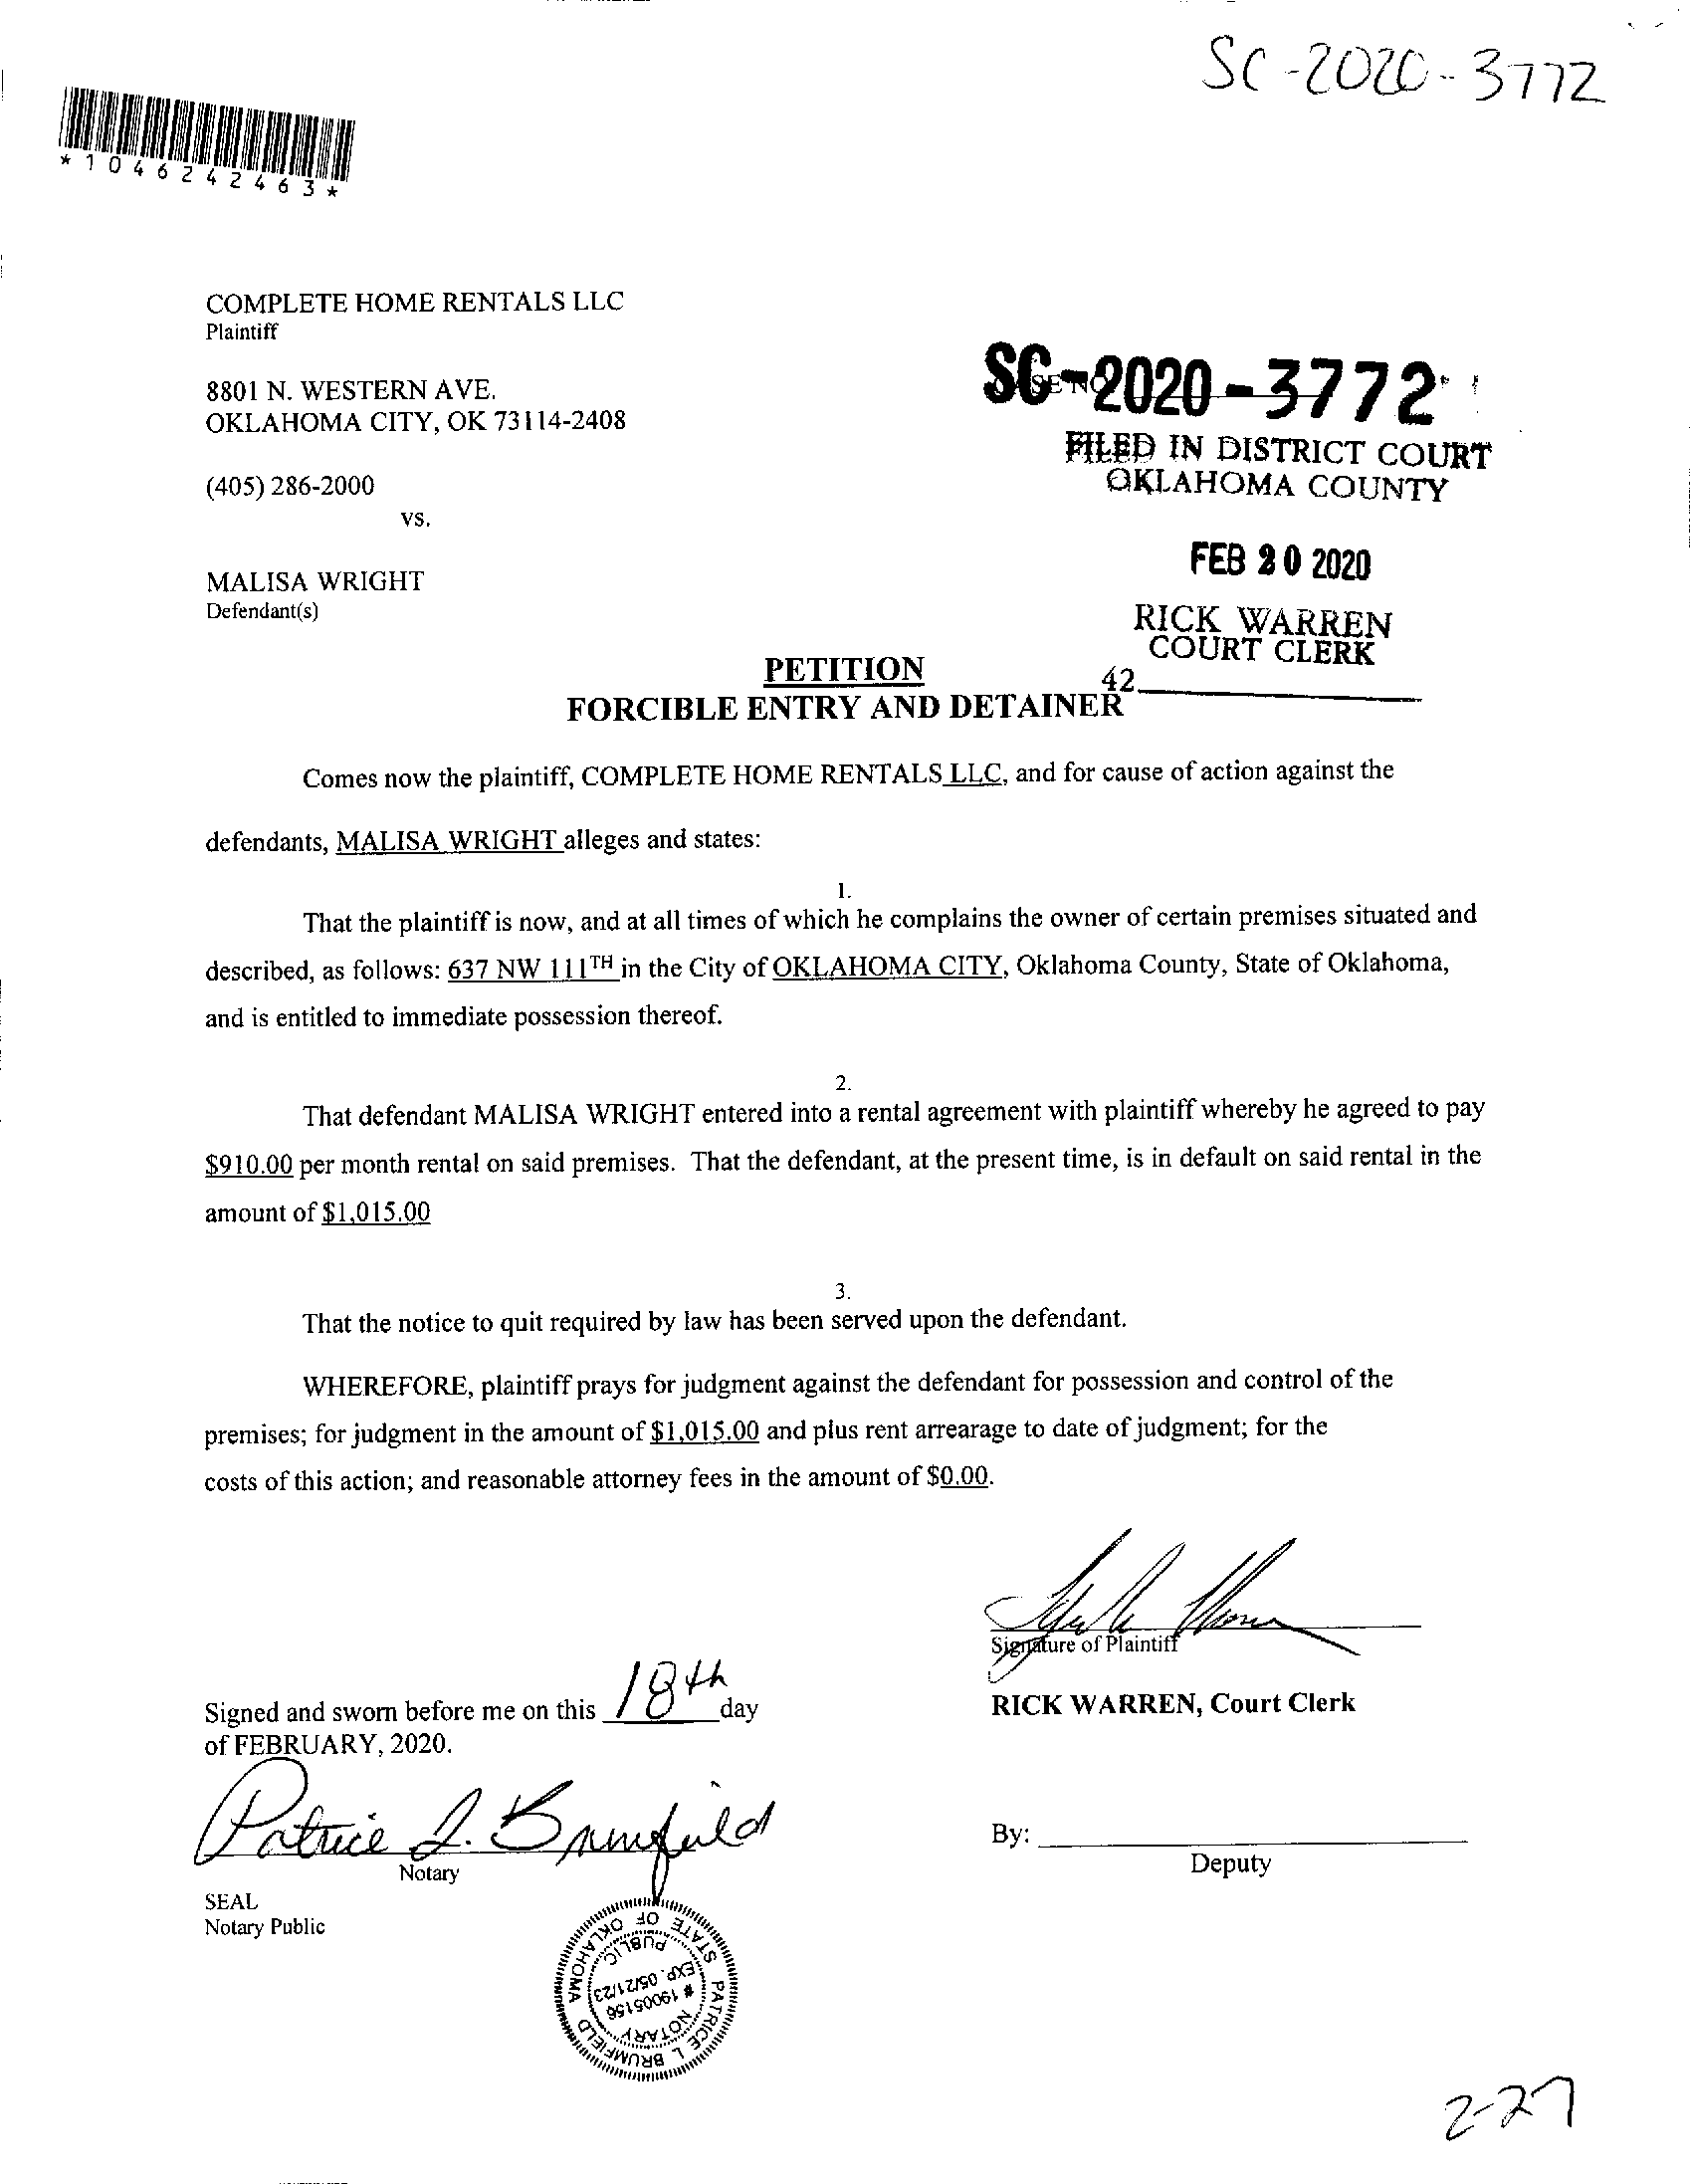 SC-2020-3772
*1046242463*
COMPLETE HOME RENTALS LLC
Plaintiff
8801 N. WESTERN AVE.
OKLAHOMA CITY, OK 73114-2408
(405) 286-2000
vs.
MALISA WRIGHT
Defendant(s)
SC-2020-3772
FILED IN DISTRICT COURT
OKLAHOMA COUNTY
FEB 20 2020
RICK WARREN
COURT CLERK
42
PETITION
FORCIBLE ENTRY AND DETAINER
Comes now the plaintiff, COMPLETE HOME RENTALS LLC, and for cause of action against the
defendants, MALISA WRIGHT alleges and states:
1.
That the plaintiff is now, and at all times of which he complains the owner of certain premises situated and
described, as follows: 637 NW 111TH in the City of OKLAHOMA CITY, Oklahoma County, State of Oklahoma,
and is entitled to immediate possession thereof.
2.
That defendant MALISA WRIGHT entered into a rental agreement with plaintiff whereby he agreed to pay
$910.00 per month rental on said premises. That the defendant, at the present time, is in default on said rental in the
amount of $1,015.00
3.
That the notice to quit required by law has been served upon the defendant.
WHEREFORE, plaintiff prays for judgment against the defendant for possession and control of the
premises; for judgment in the amount of $1,015.00 and plus rent arrearage to date of judgment; for the
costs of this action; and reasonable attorney fees in the amount of $0.00.
Signature of Plaintiff
RICK WARREN, Court Clerk
Signed and sworn before me on this 18th day
of FEBRUARY, 2020.
Patrice L. Brumfield
Notary
SEAL
Notary Public
By:
Deputy
PATRICE L. BRUMFIELD
STATE OF OKLAHOMA
NOTARY
# 19005156
EXP. 05/21/23
PUBLIC
2-27